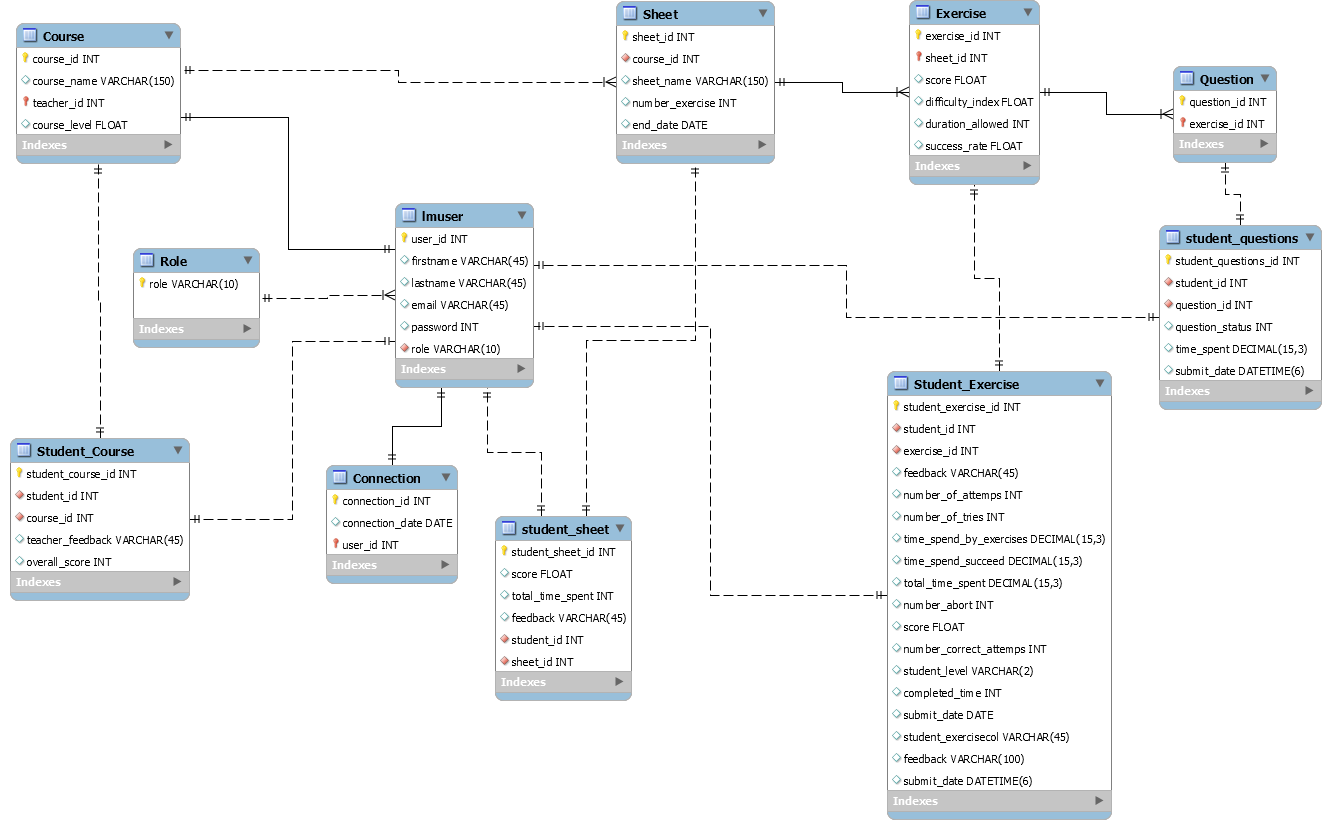 Course
course_id INT
course_name VARCHAR(150)
teacher_id INT
course_level FLOAT
Indexes
Sheet
sheet_id INT
course_id INT
sheet_name VARCHAR(150)
number_exercise INT
end_date DATE
Indexes
Exercise
exercise_id INT
sheet_id INT
score FLOAT
difficulty_index FLOAT
duration_allowed INT
success_rate FLOAT
Indexes
Question
question_id INT
exercise_id INT
Indexes
lmuser
user_id INT
firstname VARCHAR(45)
lastname VARCHAR(45)
email VARCHAR(45)
password INT
role VARCHAR(10)
Indexes
Role
role VARCHAR(10)
Indexes
student_questions
student_questions_id INT
student_id INT
question_id INT
question_status INT
time_spent DECIMAL(15,3)
submit_date DATETIME(6)
Indexes
Student_Course
student_course_id INT
student_id INT
course_id INT
teacher_feedback VARCHAR(45)
overall_score INT
Indexes
Connection
connection_id INT
connection_date DATE
user_id INT
Indexes
student_sheet
student_sheet_id INT
score FLOAT
total_time_spent INT
feedback VARCHAR(45)
student_id INT
sheet_id INT
Indexes
Student_Exercise
student_exercise_id INT
student_id INT
exercise_id INT
feedback VARCHAR(45)
number_of_attemps INT
number_of_tries INT
time_spend_by_exercises DECIMAL(15,3)
time_spend_succeed DECIMAL(15,3)
total_time_spent DECIMAL(15,3)
number_abort INT
score FLOAT
number_correct_attemps INT
student_level VARCHAR(2)
completed_time INT
submit_date DATE
student_exercisecol VARCHAR(45)
feedback VARCHAR(100)
submit_date DATETIME(6)
Indexes